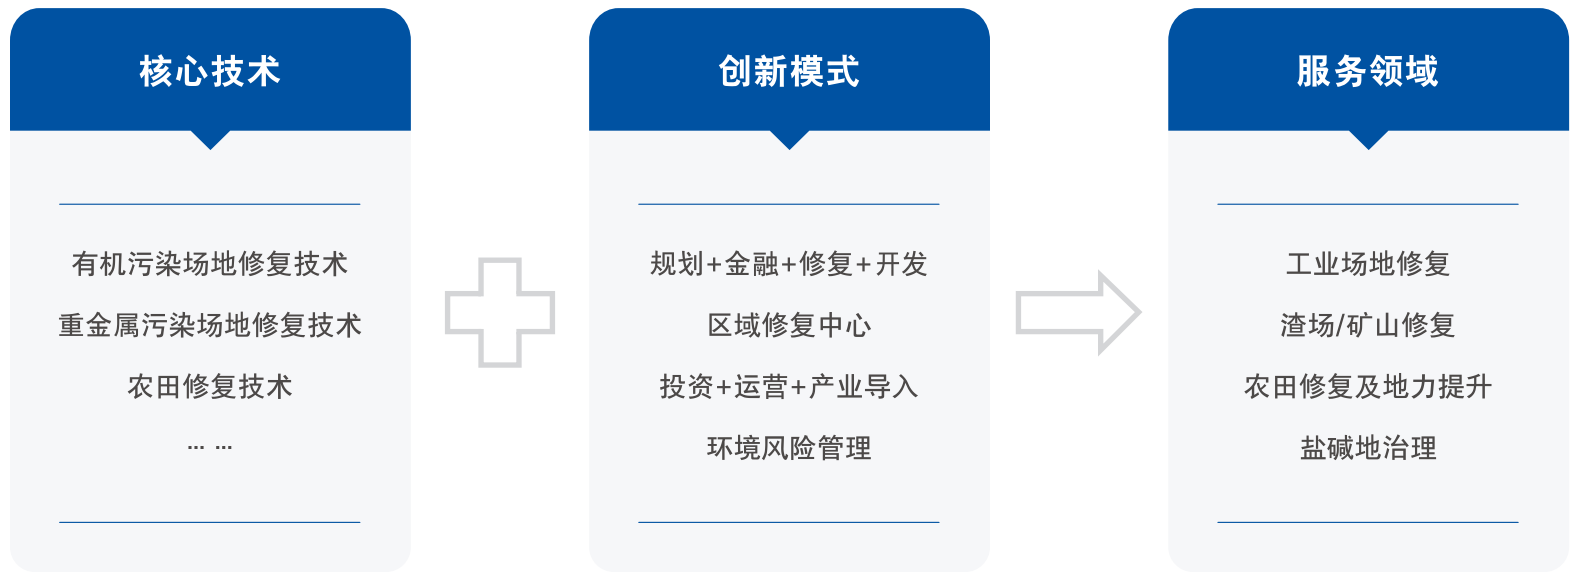 核心技术
有机污染场地修复技术
重金属污染场地修复技术
农田修复技术
... ...
创新模式
规划+金融+修复+开发
区域修复中心
投资+运营+产业导入
环境风险管理
服务领域
工业场地修复
渣场/矿山修复
农田修复及地力提升
盐碱地治理